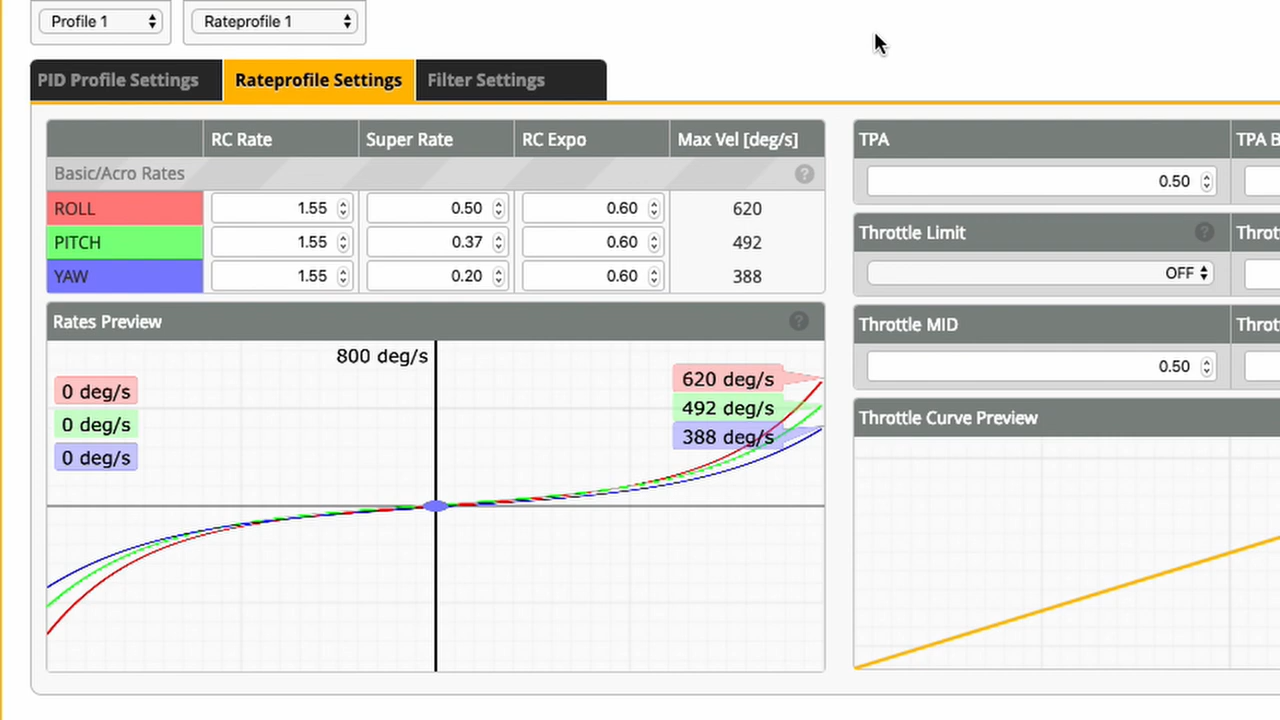 Profile 1 Rateprofile 1
PID Profile Settings Rateprofile Settings Filter Settings
RC Rate Super Rate RC Expo Max Vel [deg/s]
Basic/Acro Rates ?
ROLL 1.55 0.50 0.60 620
PITCH 1.55 0.37 0.60 492
YAW 1.55 0.20 0.60 388
Rates Preview ?
800 deg/s
0 deg/s
0 deg/s
0 deg/s
620 deg/s
492 deg/s
388 deg/s
TPA TPA B
0.50
Throttle Limit ? Throt
OFF
Throttle MID Throt
0.50
Throttle Curve Preview